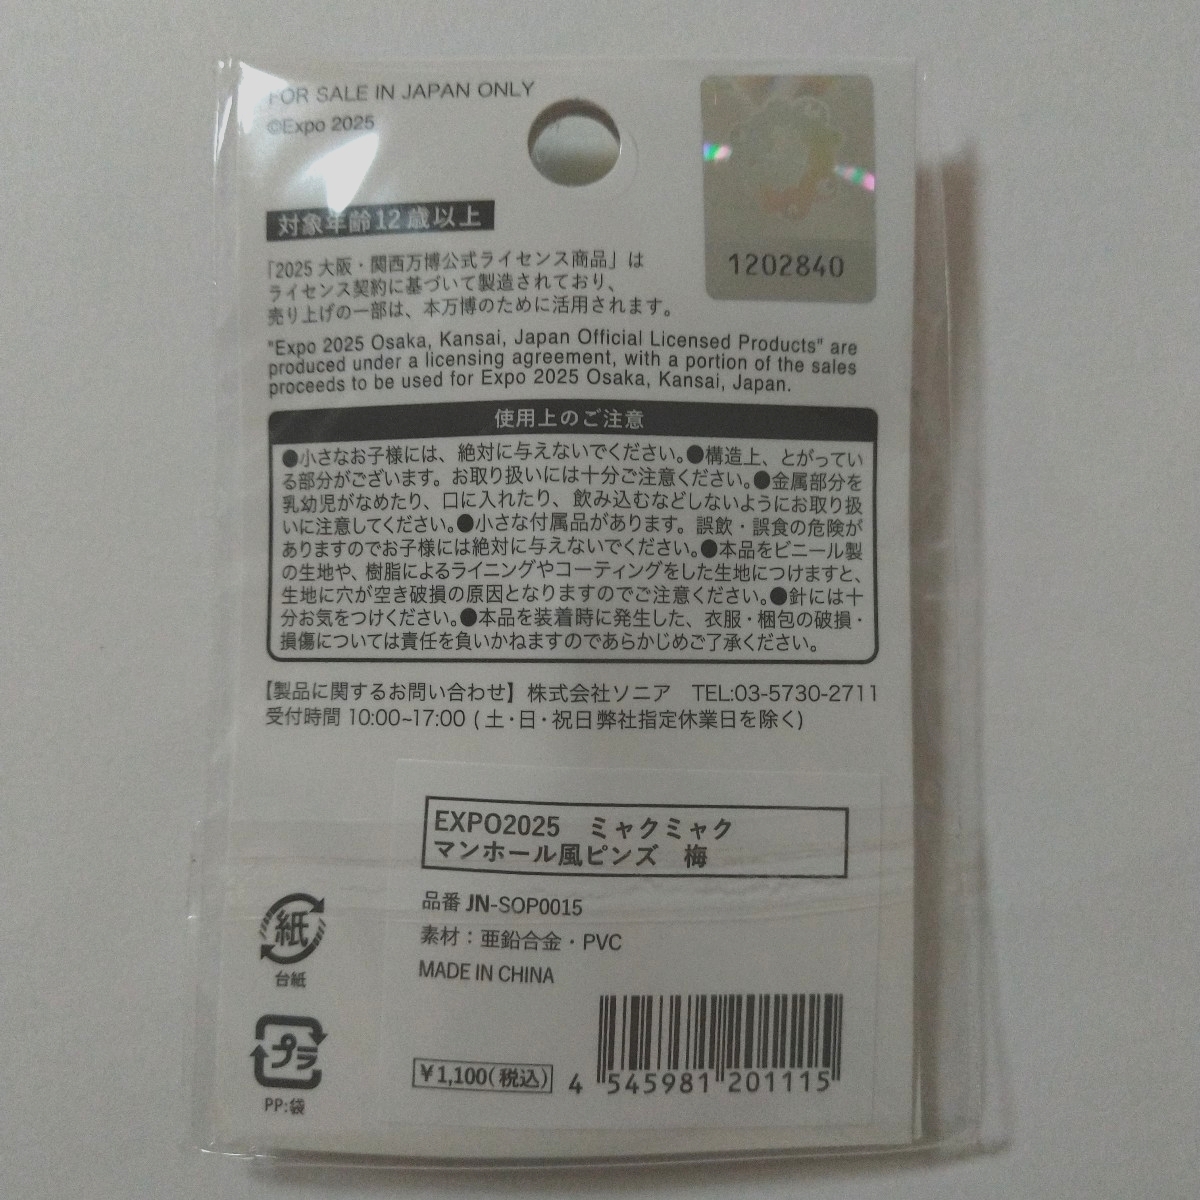 FOR SALE IN JAPAN ONLY
©Expo 2025
1202840
対象年齢12歳以上
「2025 大阪・関西万博公式ライセンス商品」は
ライセンス契約に基づいて製造されており、
売り上げの一部は、本万博のために活用されます。
"Expo 2025 Osaka, Kansai, Japan Official Licensed Products" are
produced under a licensing agreement, with a portion of the sales
proceeds to be used for Expo 2025 Osaka, Kansai, Japan.
使用上のご注意
●小さなお子様には、絶対に与えないでください。●構造上、とがってい
る部分がございます。お取り扱いには十分ご注意ください。●金属部分を
乳幼児がなめたり、口に入れたり、飲み込むなどしないようにお取り扱
いに注意してください。●小さな付属品があります。誤飲・誤食の危険が
ありますのでお子様には絶対に与えないでください。●本品をビニール製
の生地や、樹脂によるライニングやコーティングをした生地につけますと、
生地に穴が空き破損の原因となりますのでご注意ください。●針には十
分お気をつけください。●本品を装着時に発生した、衣服・梱包の破損・
損傷については責任を負いかねますのであらかじめご了承ください。
【製品に関するお問い合わせ】株式会社ソニア TEL:03-5730-2711
受付時間 10:00~17:00 (土・日・祝日弊社指定休業日を除く)
EXPO2025 ミャクミャク
マンホール風ピンズ 梅
品番 JN-SOP0015
素材：亜鉛合金・PVC
MADE IN CHINA
紙
台紙
プラ
PP:袋
¥1,100(税込)
4 545981 201115